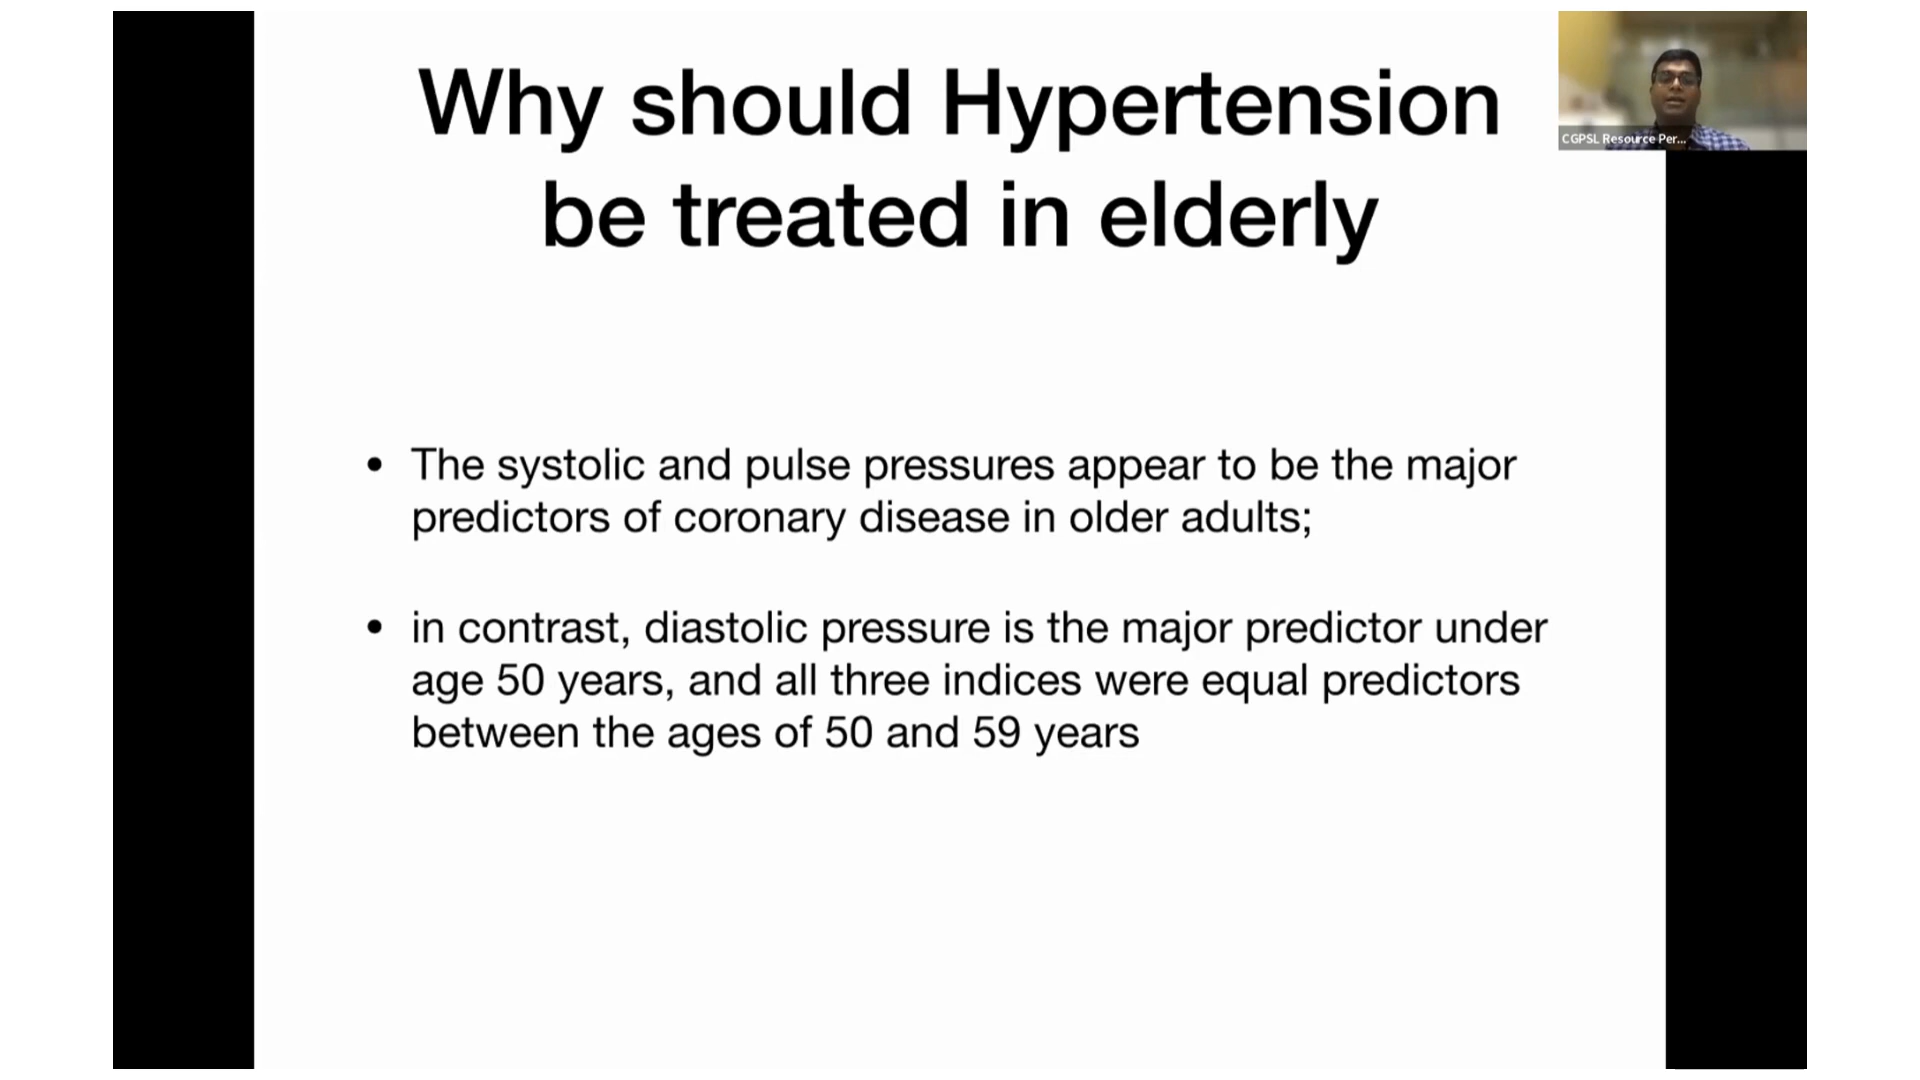 Why should Hypertension
be treated in elderly
CGPSL Resource Per...
• The systolic and pulse pressures appear to be the major
predictors of coronary disease in older adults;
• in contrast, diastolic pressure is the major predictor under
age 50 years, and all three indices were equal predictors
between the ages of 50 and 59 years